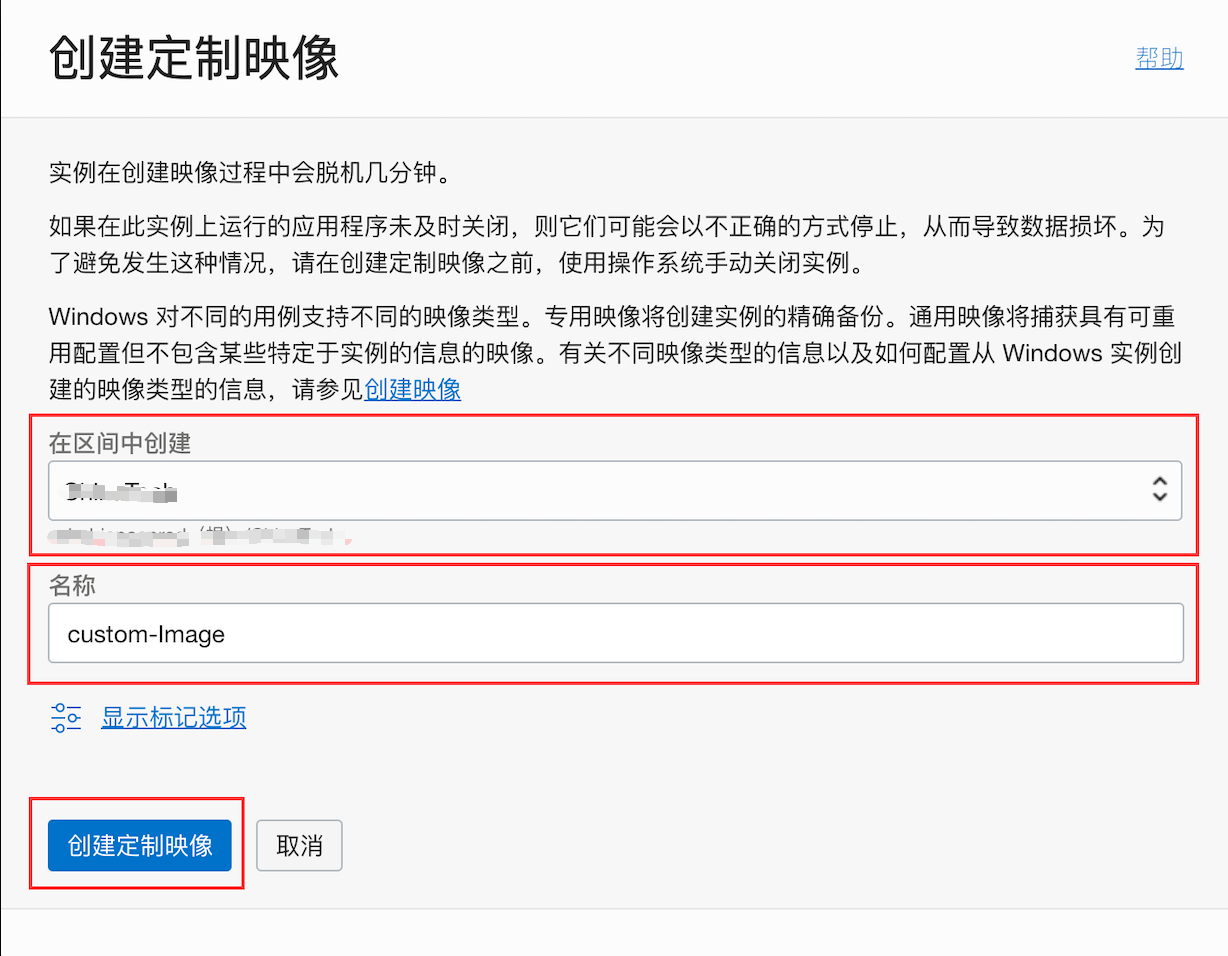 创建定制映像
帮助
实例在创建映像过程中会脱机几分钟。
如果在此实例上运行的应用程序未及时关闭，则它们可能会以不正确的方式停止，从而导致数据损坏。为
了避免发生这种情况，请在创建定制映像之前，使用操作系统手动关闭实例。
Windows 对不同的用例支持不同的映像类型。专用映像将创建实例的精确备份。通用映像将捕获具有可重
用配置但不包含某些特定于实例的信息的映像。有关不同映像类型的信息以及如何配置从 Windows 实例创
建的映像类型的信息，请参见创建映像
在区间中创建
名称
custom-Image
显示标记选项
创建定制映像
取消